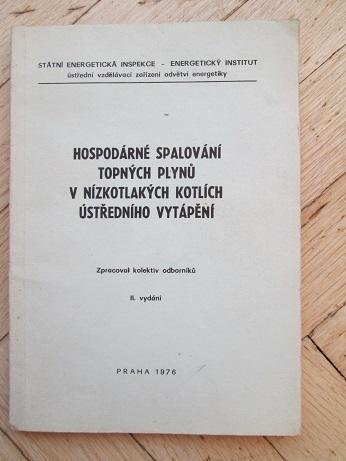 STÁTNÍ ENERGETICKÁ INSPEKCE - ENERGETICKÝ INSTITUT
ústřední vzdělávací zařízení odvětví energetiky
HOSPODÁRNÉ SPALOVÁNÍ
TOPNÝCH PLYNŮ
V NÍZKOTLAKÝCH KOTLÍCH
ÚSTŘEDNÍHO VYTÁPĚNÍ
Zpracoval kolektiv odborníků
II. vydání
PRAHA 1976